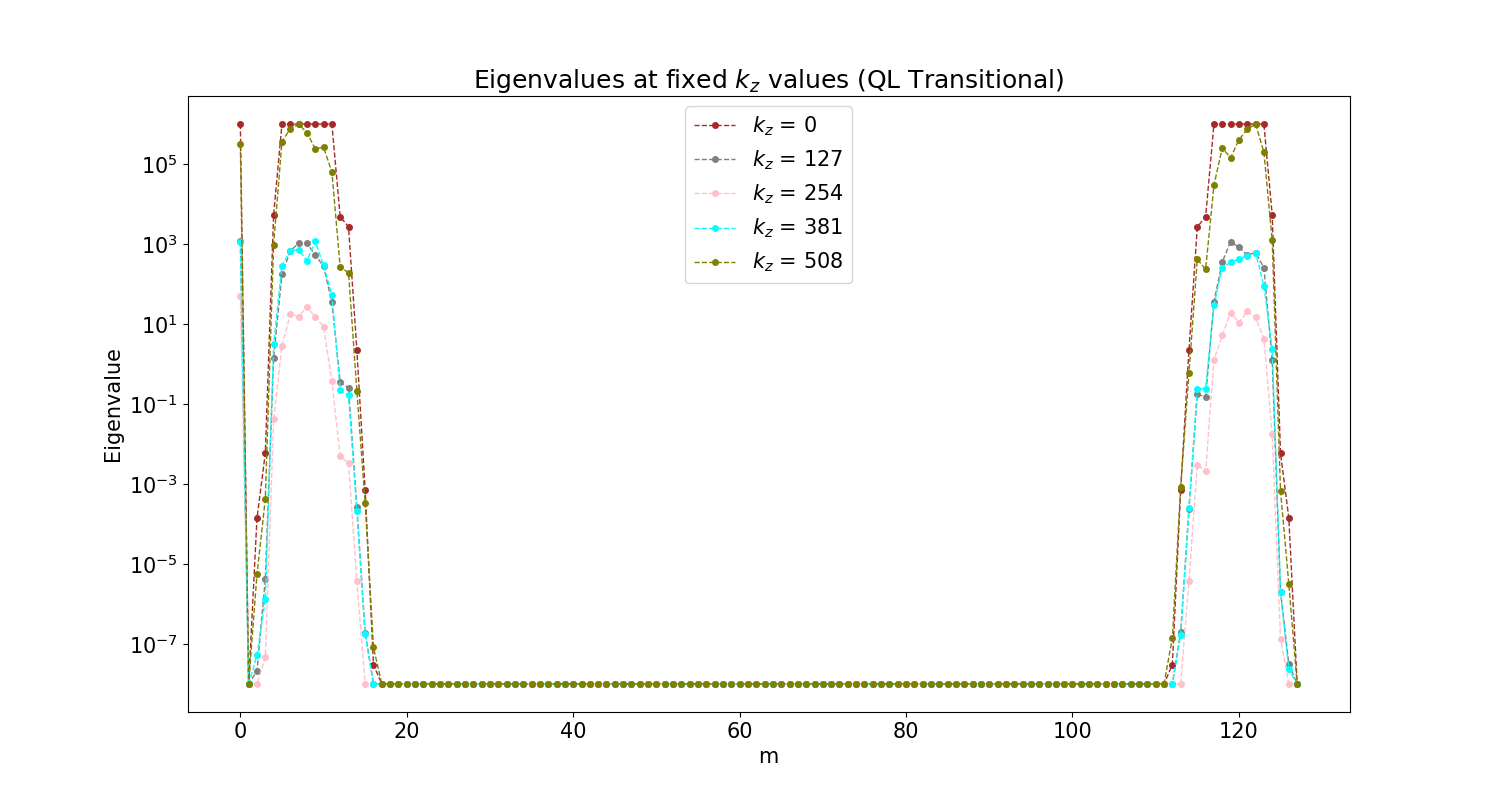 Eigenvalues at fixed $k_z$ values (QL Transitional)
$k_z$ = 0
$k_z$ = 127
$k_z$ = 254
$k_z$ = 381
$k_z$ = 508
Eigenvalue
$10^5$
$10^3$
$10^1$
$10^{-1}$
$10^{-3}$
$10^{-5}$
$10^{-7}$
0 20 40 60 80 100 120
m